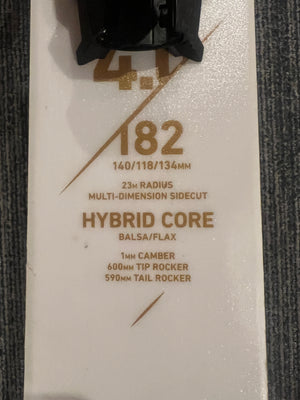 4.1
182
140/118/134MM
23M RADIUS
MULTI-DIMENSION SIDECUT
HYBRID CORE
BALSA/FLAX
1MM CAMBER
600MM TIP ROCKER
590MM TAIL ROCKER